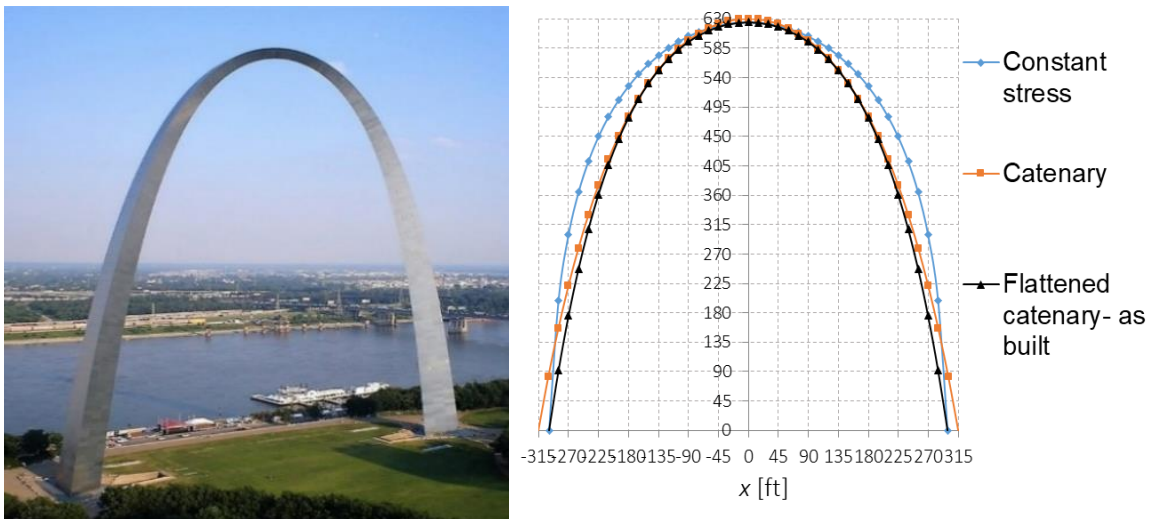 630
585
540
495
450
405
360
315
270
225
180
135
90
45
0
-315-270-225-180-135-90 -45 0 45 90 135180225270315
x [ft]
Constant
stress
Catenary
Flattened
catenary- as
built